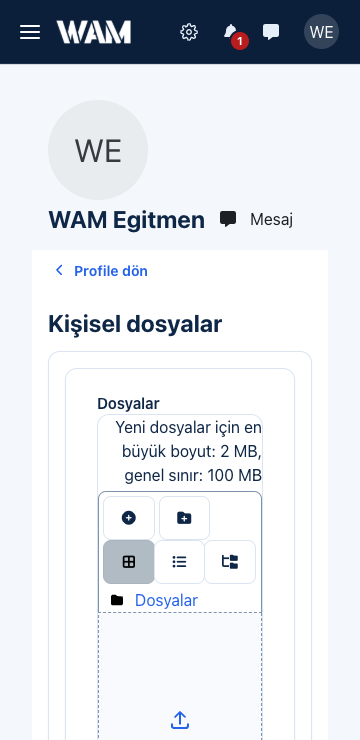 WAM
1
WE
WE
WAM Egitmen
Mesaj
Profile dön
Kişisel dosyalar
Dosyalar
Yeni dosyalar için en
büyük boyut: 2 MB,
genel sınır: 100 MB
Dosyalar